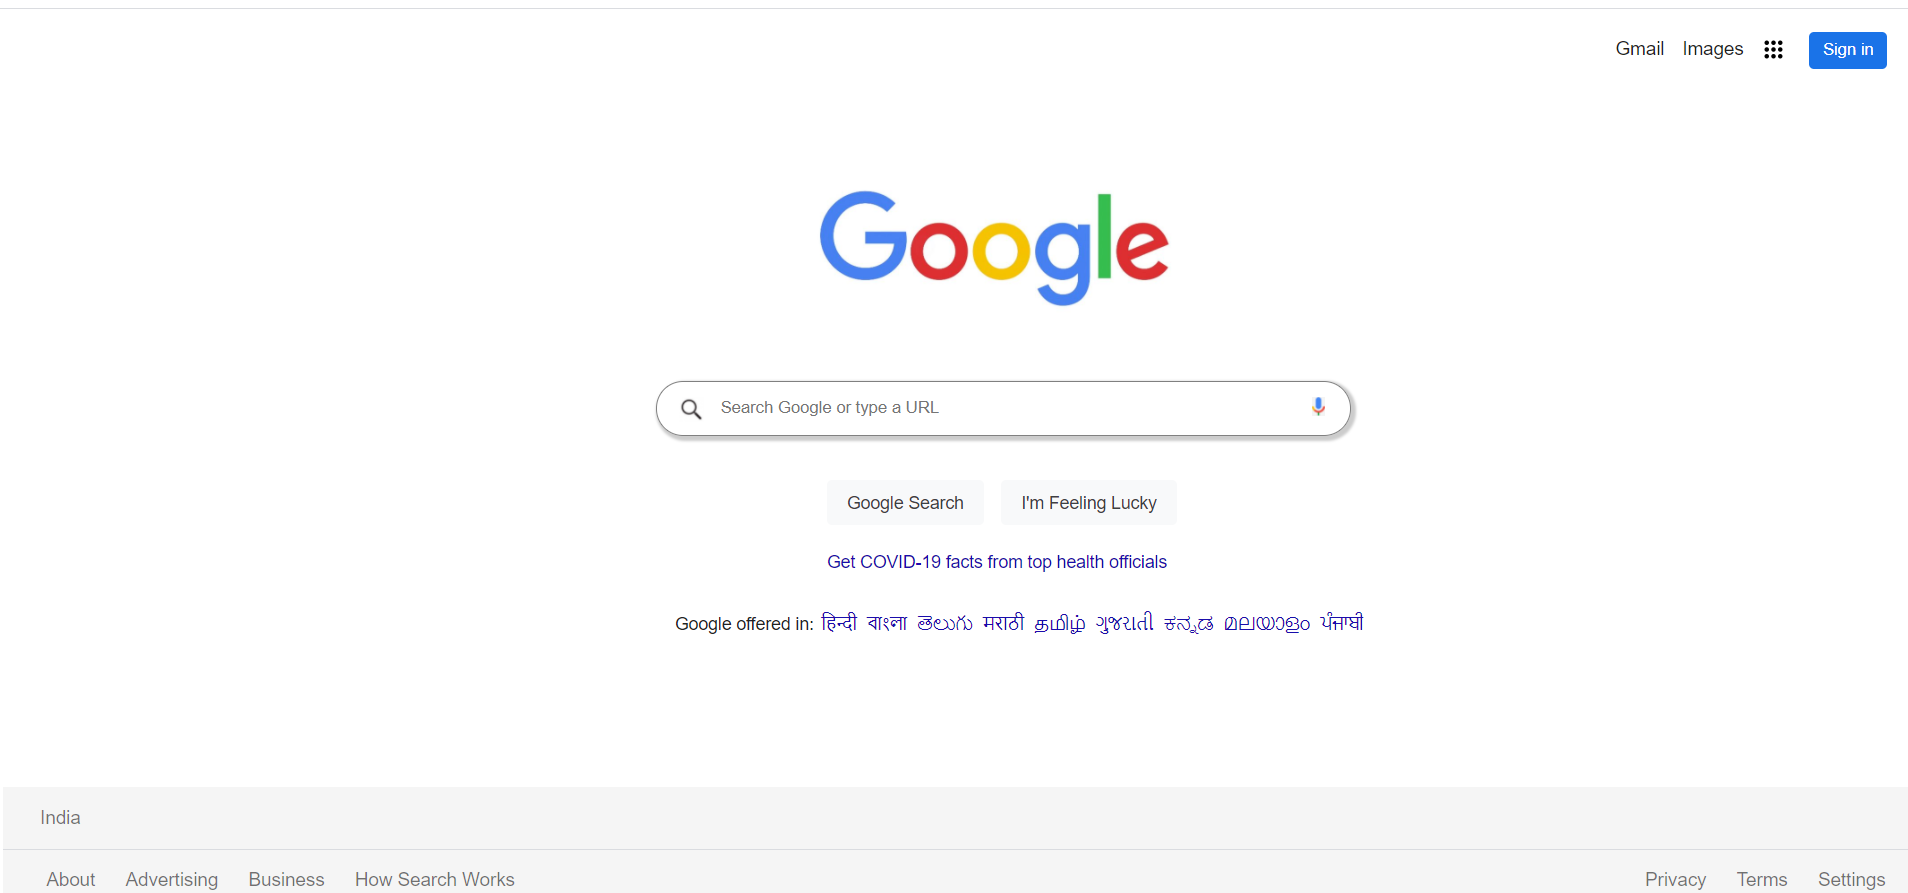 Gmail Images Sign in
Google
Search Google or type a URL
Google Search I'm Feeling Lucky
Get COVID-19 facts from top health officials
Google offered in: हिन्दी বাংলা తెలుగు मराठी தமிழ் ગુજરાતી ಕನ್ನಡ മലയാളം ਪੰਜਾਬੀ
India
About Advertising Business How Search Works Privacy Terms Settings